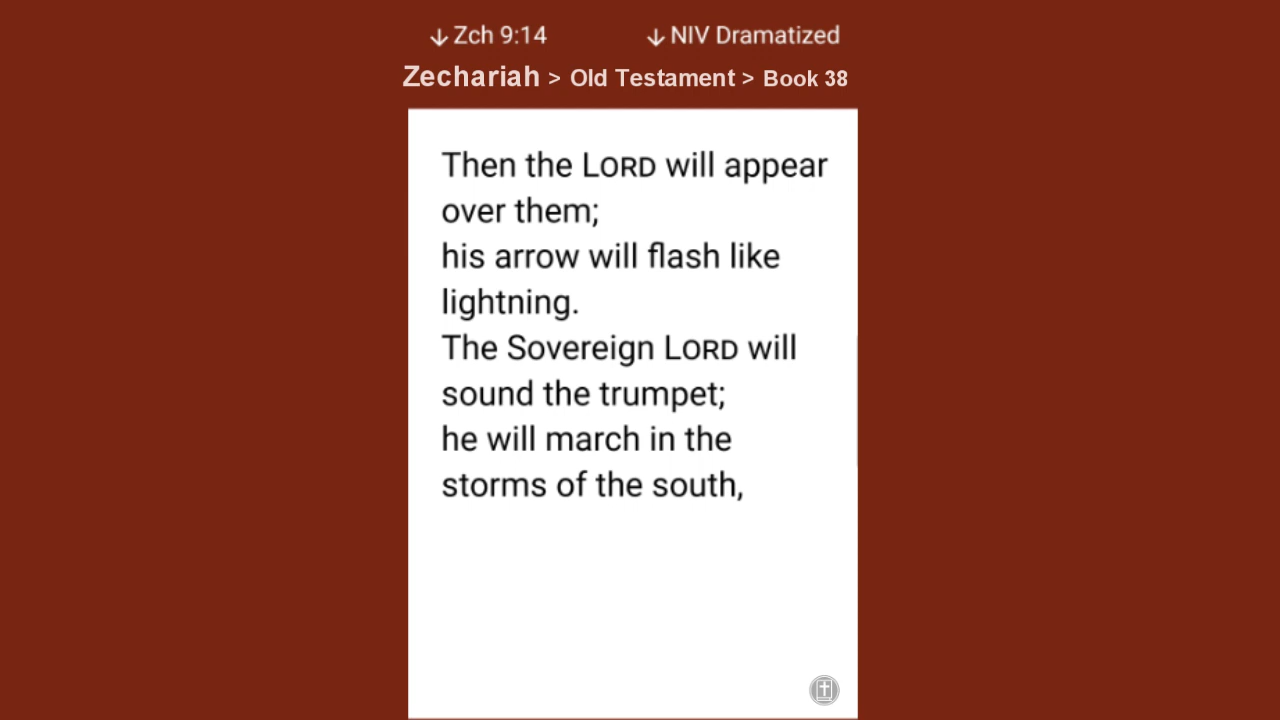 ↓ Zch 9:14 ↓ NIV Dramatized
Zechariah > Old Testament > Book 38
Then the LORD will appear
over them;
his arrow will flash like
lightning.
The Sovereign LORD will
sound the trumpet;
he will march in the
storms of the south,